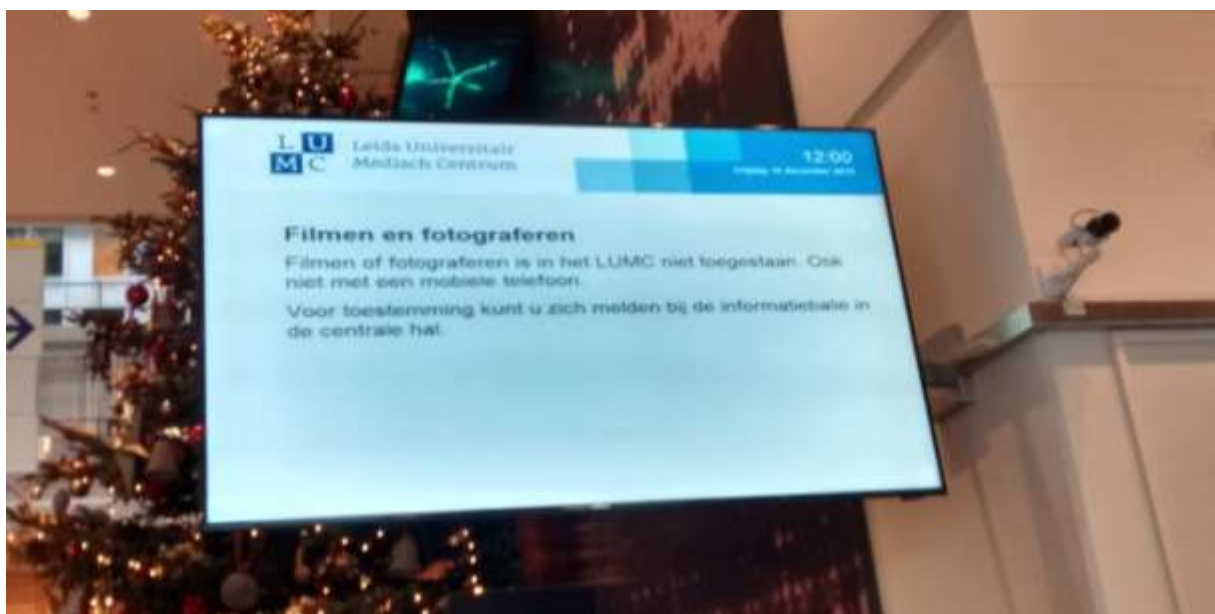 LUMC
Leids Universitair
Medisch Centrum
12:00
Filmen en fotograferen
Filmen of fotograferen is in het LUMC niet toegestaan. Ook
niet met een mobiele telefoon.
Voor toestemming kunt u zich melden bij de informatiebalie in
de centrale hal.